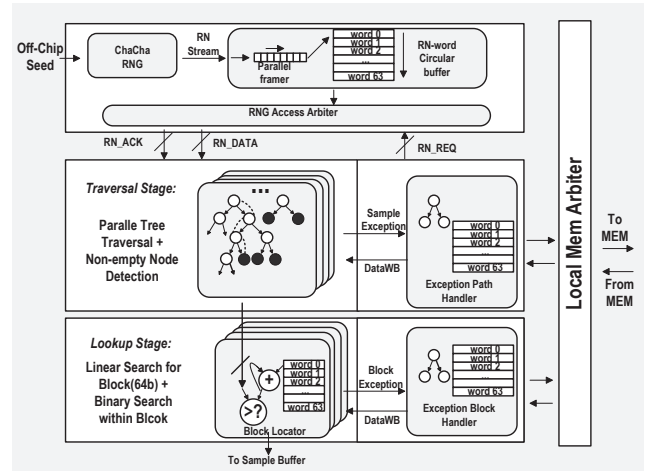 Off-Chip
Seed
ChaCha
RNG
RN
Stream
Parallel
framer
word 0
word 1
word 2
...
word 63
RN-word
Circular
buffer
RNG Access Arbiter
RN_ACK
RN_DATA
RN_REQ
Traversal Stage:
Paralle Tree
Traversal +
Non-empty Node
Detection
...
Sample
Exception
DataWB
word 0
word 1
word 2
...
word 63
Exception Path
Handler
Local Mem Arbiter
To
MEM
From
MEM
Lookup Stage:
Linear Search for
Block(64b) +
Binary Search
within Blcok
+
>?
word 0
word 1
word 2
...
word 63
Block Locator
Block
Exception
DataWB
word 0
word 1
word 2
...
word 63
Exception Block
Handler
To Sample Buffer